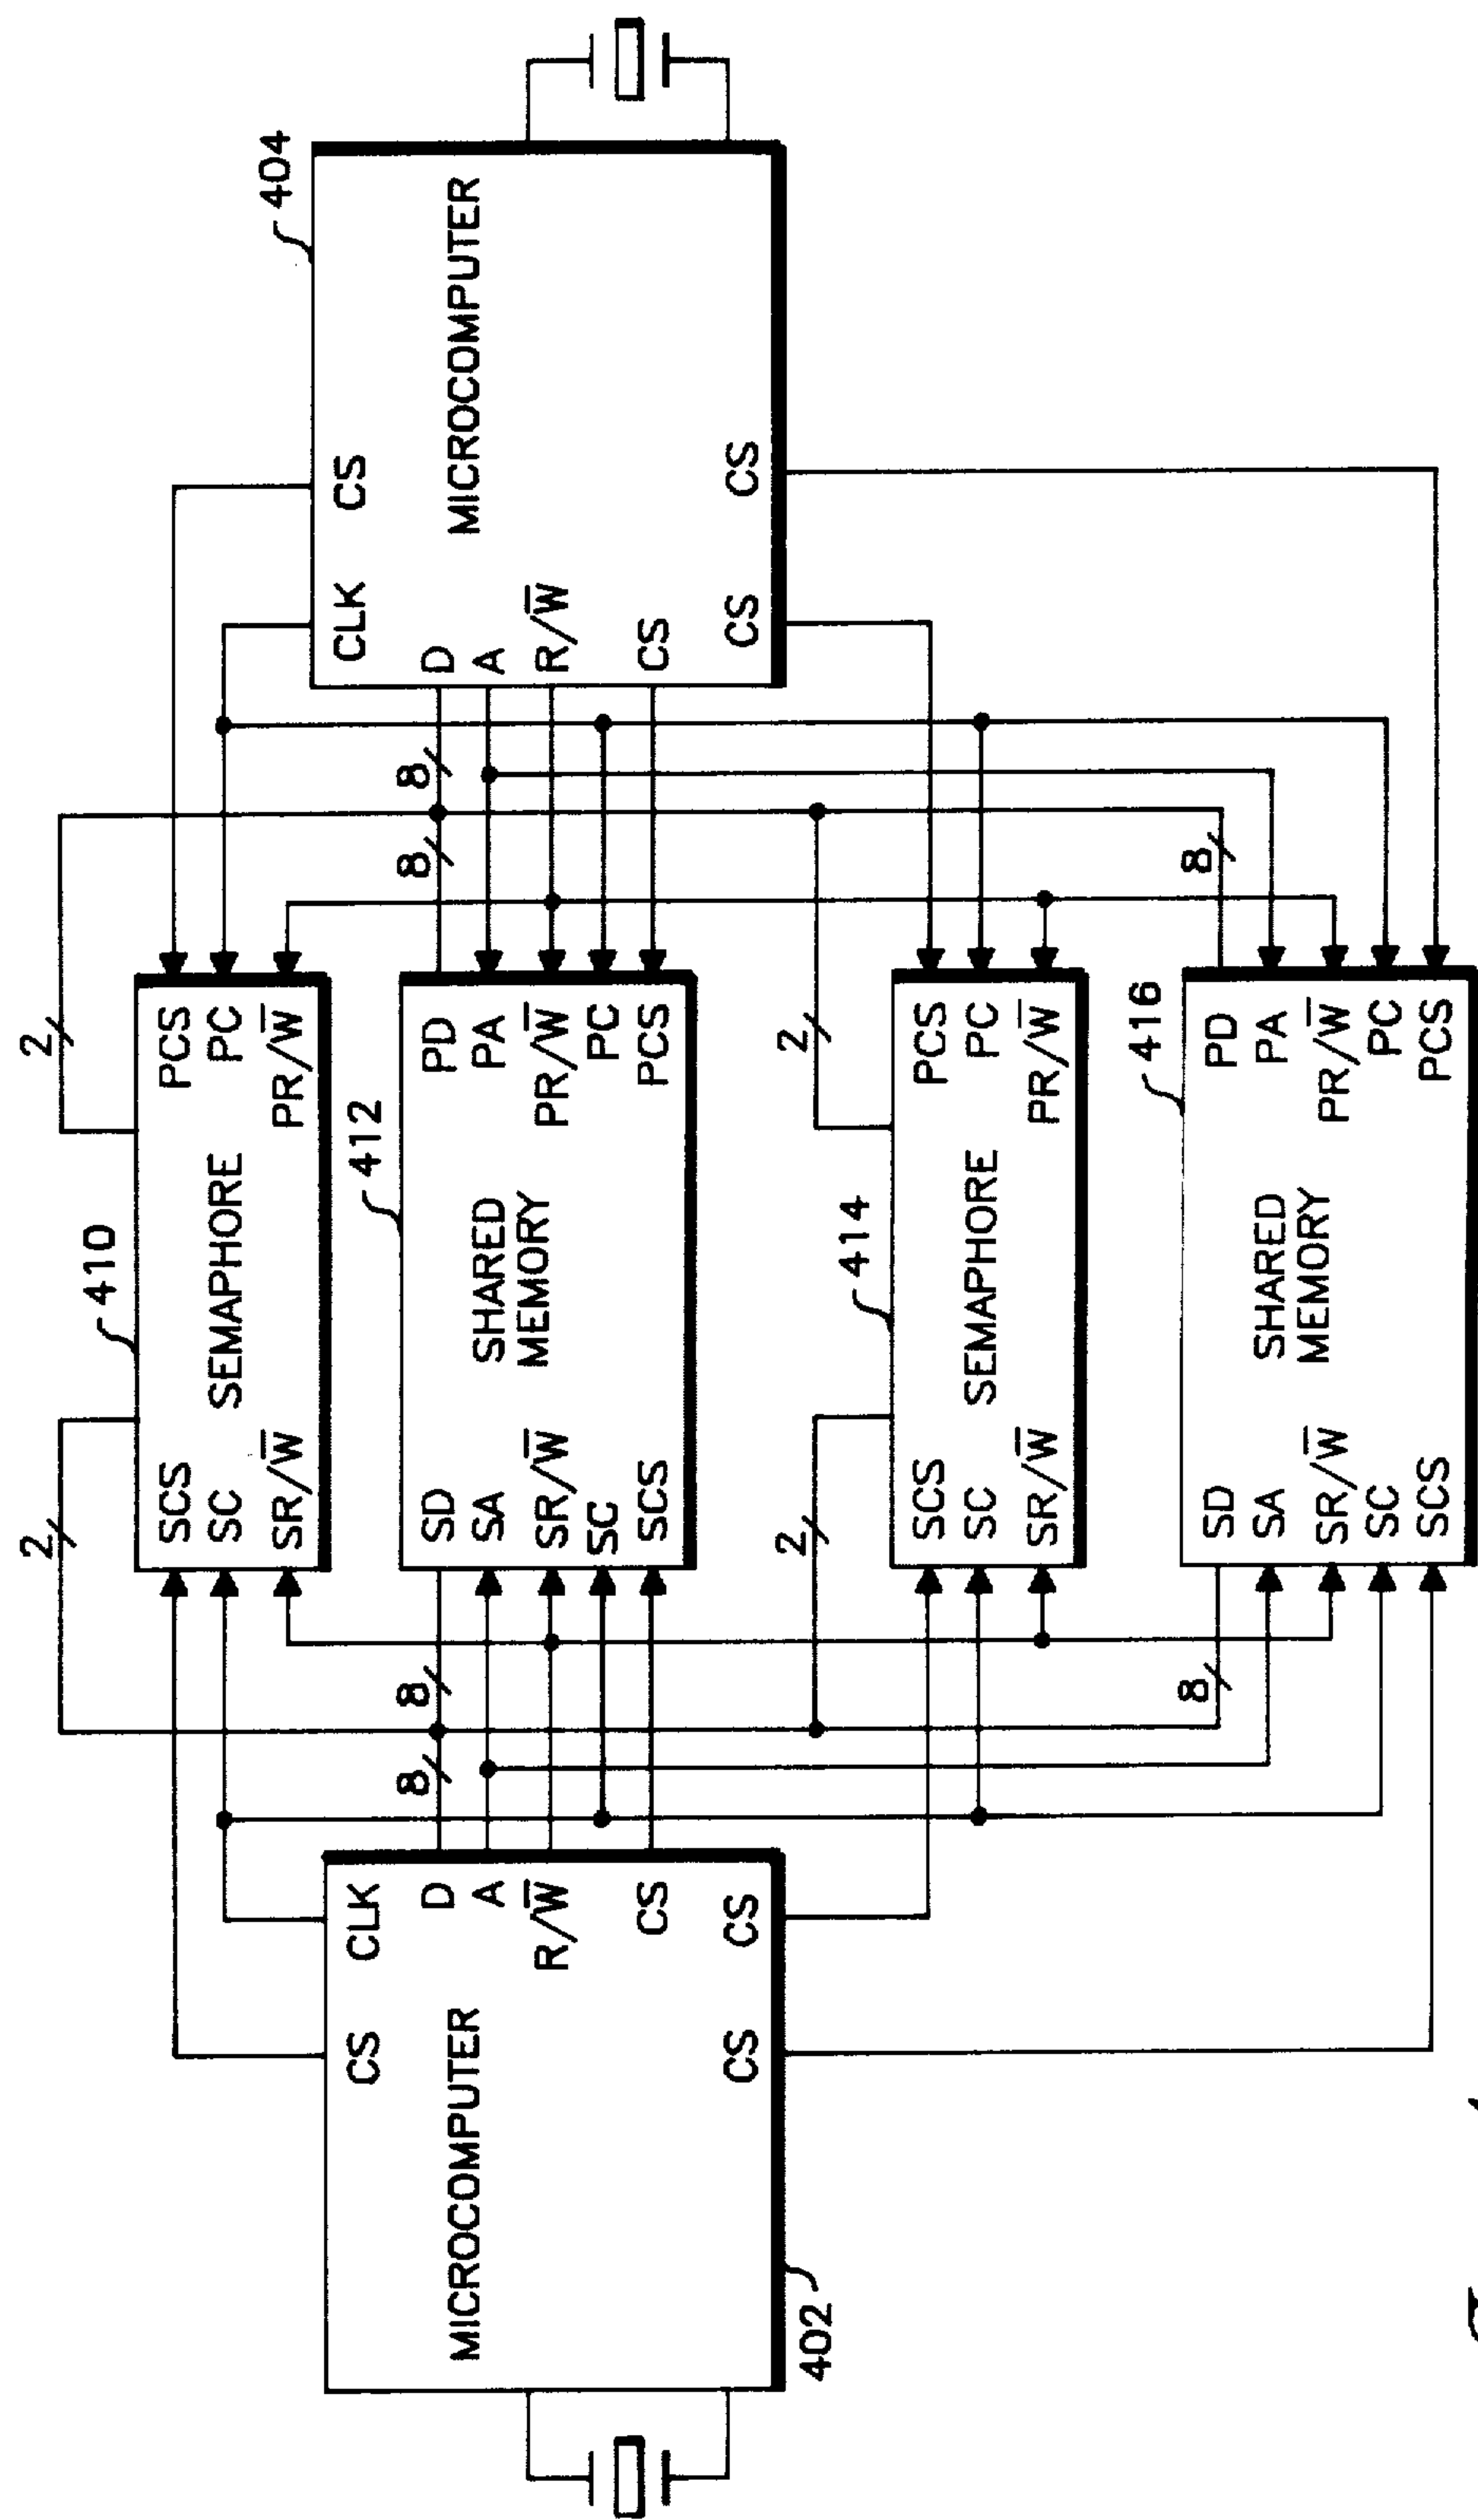 MICROCOMPUTER
402
CS
CLK
D
A
R/W̅
CS
CS
CS
2
8
8
2
8
410
SEMAPHORE
SCS
SC
SR/W̅
PCS
PC
PR/W̅
412
SHARED
MEMORY
SD
SA
SR/W̅
SC
SCS
PD
PA
PR/W̅
PC
PCS
414
SEMAPHORE
SCS
SC
SR/W̅
PCS
PC
PR/W̅
416
SHARED
MEMORY
SD
SA
SR/W̅
SC
SCS
PD
PA
PR/W̅
PC
PCS
2
8
8
2
8
404
MICROCOMPUTER
CLK
CS
D
A
R/W̅
CS
CS
CS